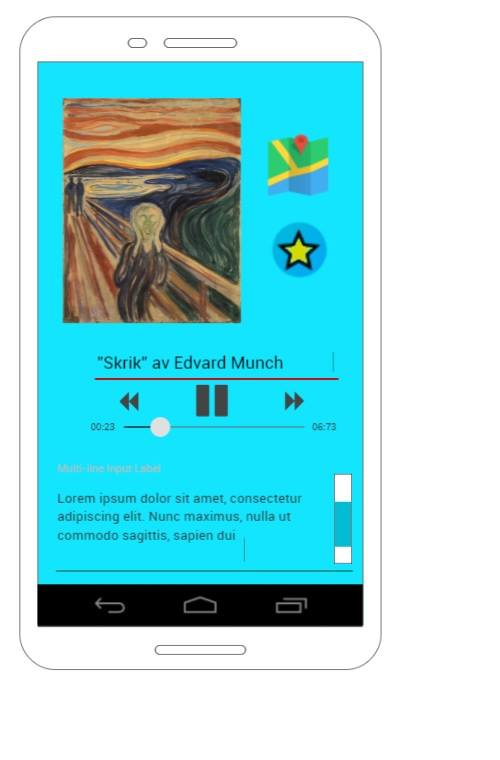 "Skrik" av Edvard Munch
00:23 06:73
Multi-line Input Label
Lorem ipsum dolor sit amet, consectetur
adipiscing elit. Nunc maximus, nulla ut
commodo sagittis, sapien dui